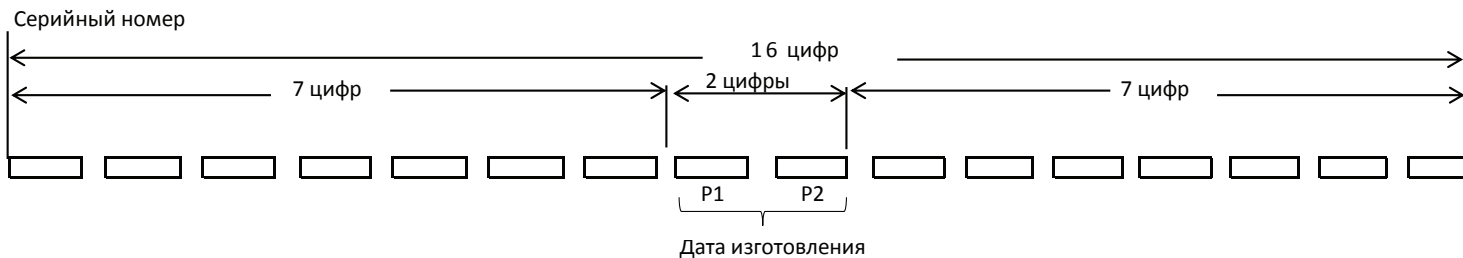 Серийный номер
16 цифр
7 цифр 2 цифры 7 цифр
P1 P2
Дата изготовления